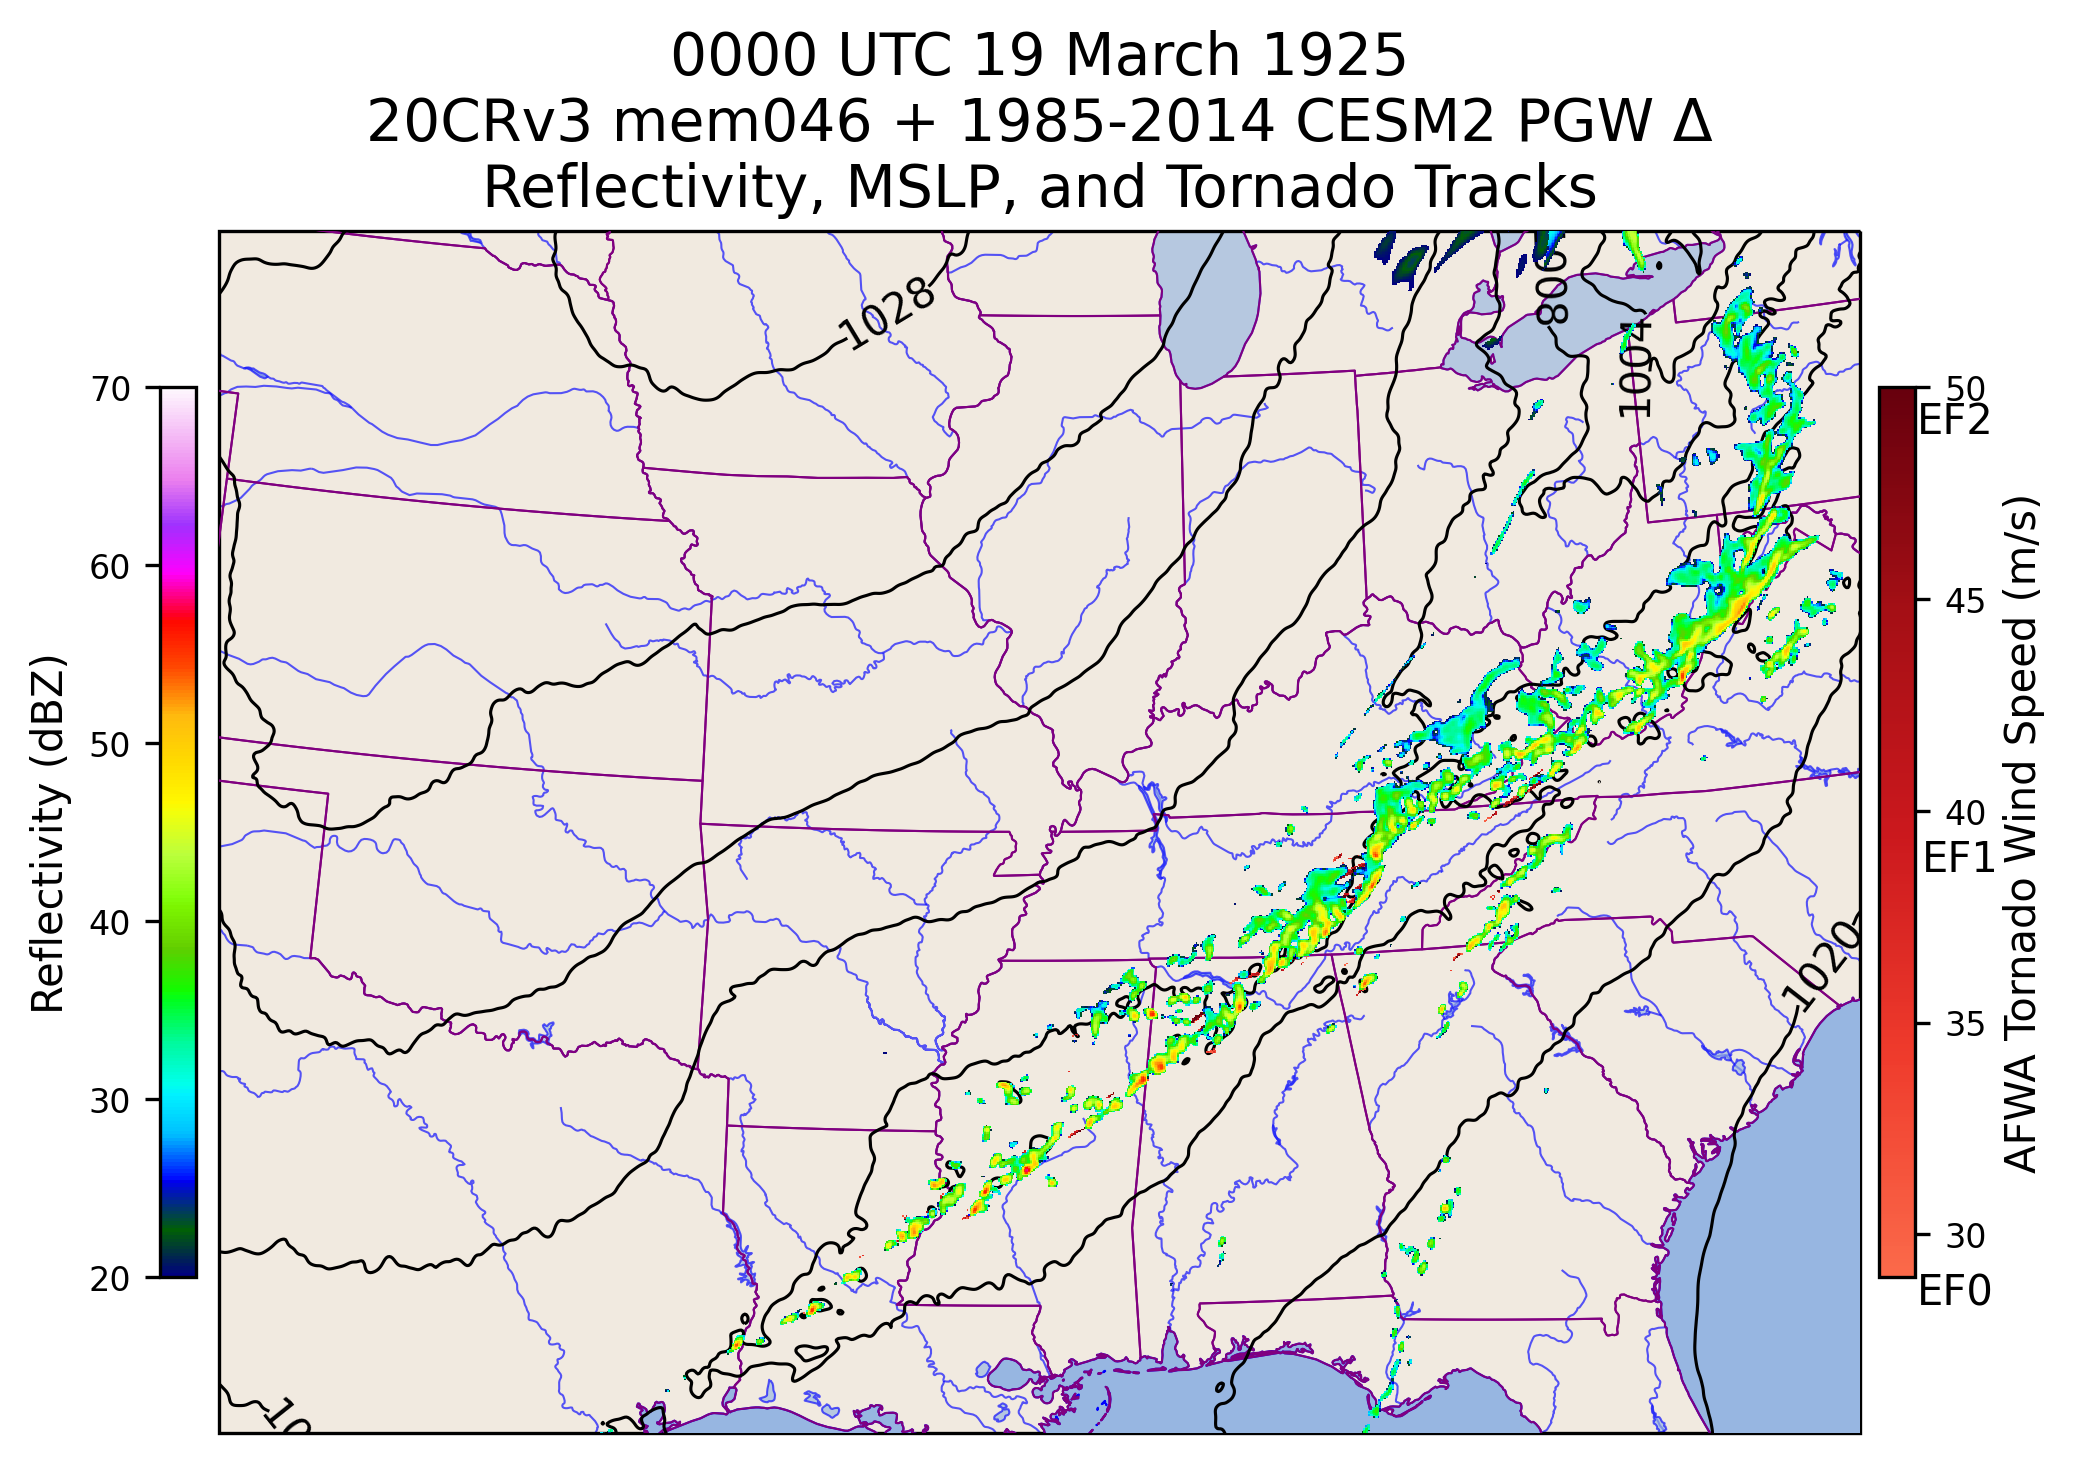 0000 UTC 19 March 1925
20CRv3 mem046 + 1985-2014 CESM2 PGW Δ
Reflectivity, MSLP, and Tornado Tracks
1028
1008
1004
1020
10
70
60
50
40
30
20
Reflectivity (dBZ)
50
EF2
45
40
EF1
35
30
EF0
AFWA Tornado Wind Speed (m/s)